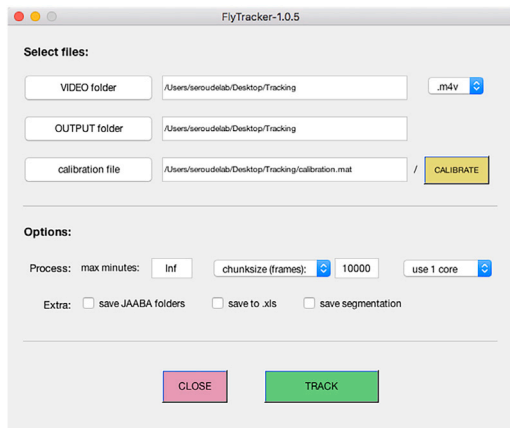 FlyTracker-1.0.5
Select files:
VIDEO folder /Users/seroudelab/Desktop/Tracking .m4v
OUTPUT folder /Users/seroudelab/Desktop/Tracking
calibration file /Users/seroudelab/Desktop/Tracking/calibration.mat / CALIBRATE
Options:
Process: max minutes: Inf chunksize (frames): 10000 use 1 core
Extra: save JAABA folders save to .xls save segmentation
CLOSE TRACK